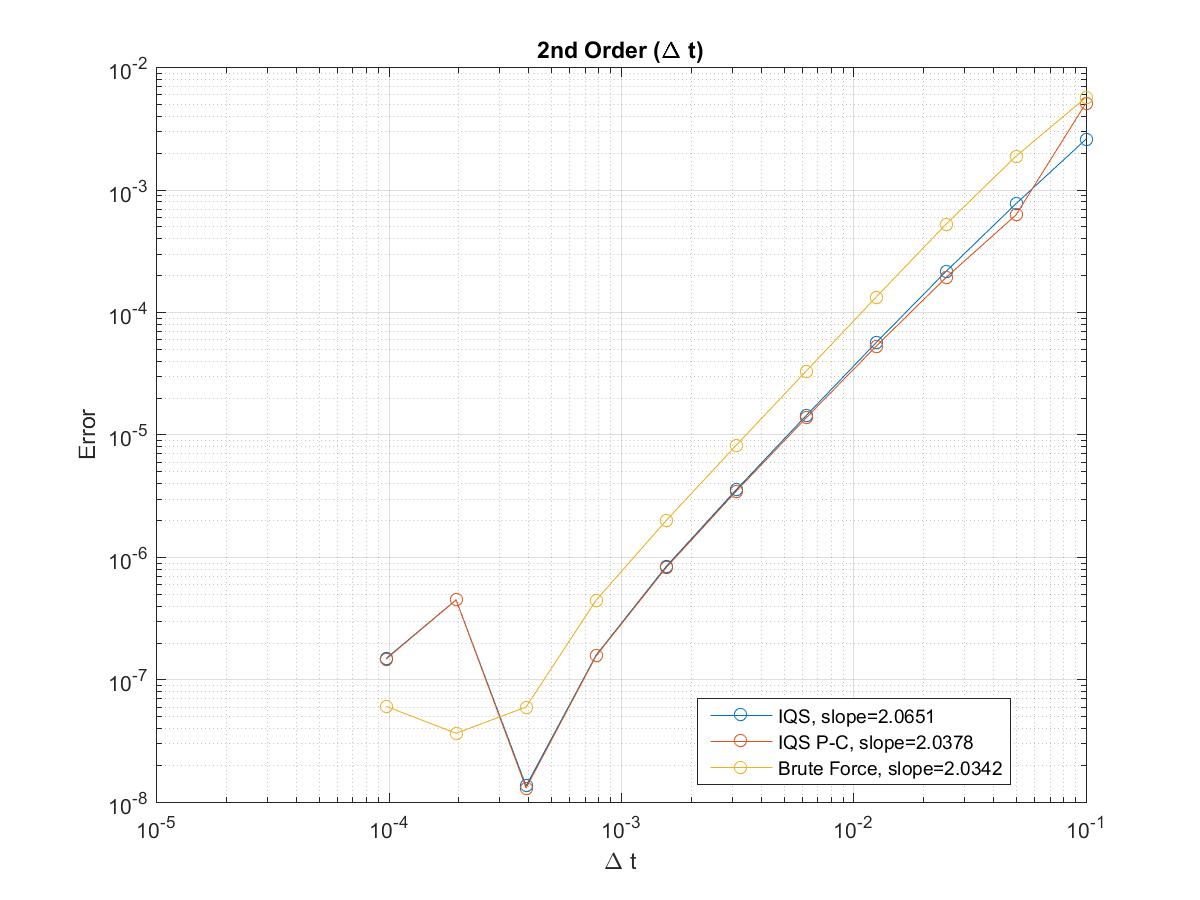 2nd Order (Δ t)
10^-2
10^-3
10^-4
10^-5
10^-6
10^-7
10^-8
Error
IQS, slope=2.0651
IQS P-C, slope=2.0378
Brute Force, slope=2.0342
10^-5
10^-4
10^-3
10^-2
10^-1
Δ t